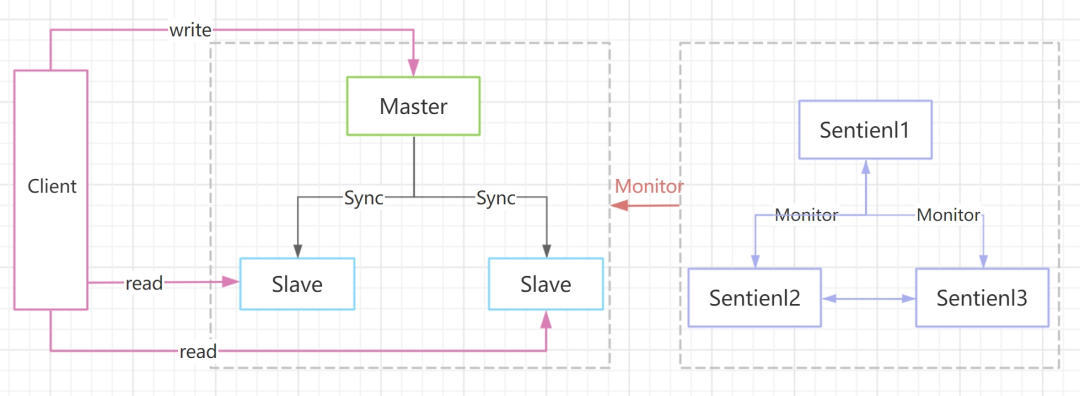 write
Master
Sentienl1
Client
Monitor
Sync
Sync
Monitor
Monitor
read
Slave
Slave
Sentienl2
Sentienl3
read